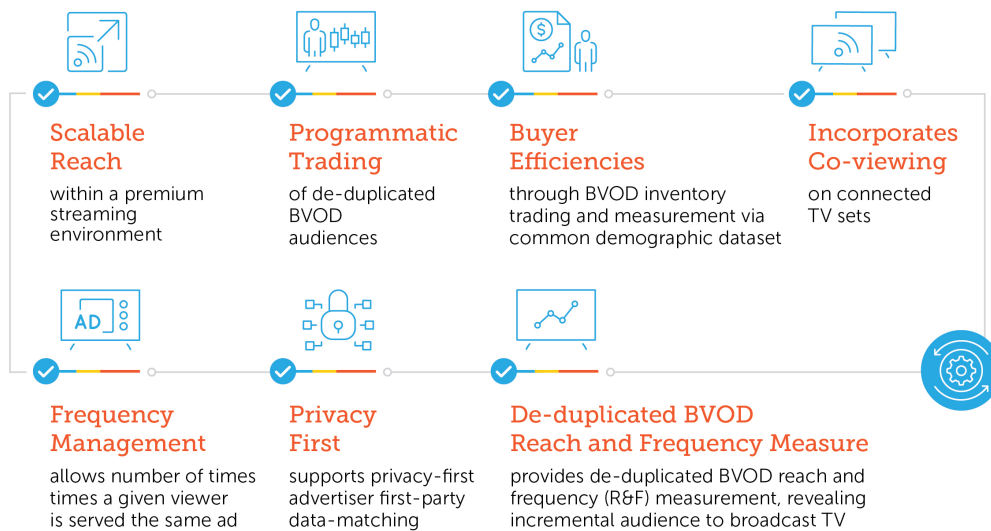 Scalable
Reach
within a premium
streaming
environment
Programmatic
Trading
of de-duplicated
BVOD
audiences
Buyer
Efficiencies
through BVOD inventory
trading and measurement via
common demographic dataset
Incorporates
Co-viewing
on connected
TV sets
AD
Frequency
Management
allows number of times
times a given viewer
is served the same ad
Privacy
First
supports privacy-first
advertiser first-party
data-matching
De-duplicated BVOD
Reach and Frequency Measure
provides de-duplicated BVOD reach and
frequency (R&F) measurement, revealing
incremental audience to broadcast TV